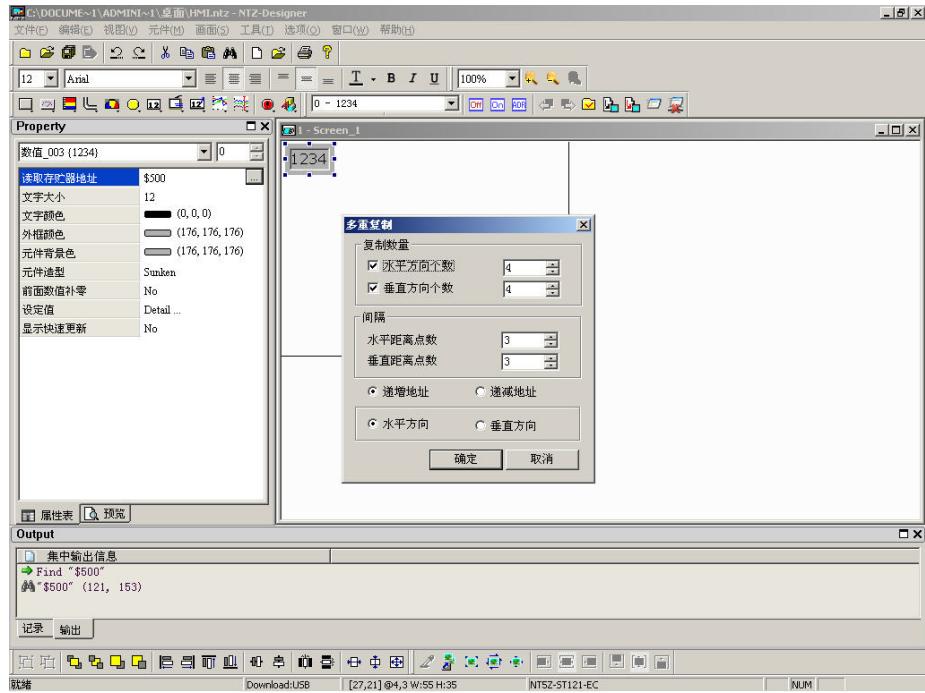 C:\DOCUME~1\ADMINI~1\桌面\HMI.ntz - NTZ-Designer
文件(F) 编辑(E) 视图(V) 元件(M) 画面(S) 工具(T) 选项(O) 窗口(W) 帮助(H)
12 Arial 100%
0 - 1234
Property
1 - Screen_1
数值_003 {1234} 0
1234
读取存贮器地址 $500 ...
文字大小 12
文字颜色 (0, 0, 0)
外框颜色 (176, 176, 176)
元件背景色 (176, 176, 176)
元件造型 Sunken
前面数值补零 No
设定值 Detail ...
显示快速更新 No
多重复制
复制数量
水平方向个数 4
垂直方向个数 4
间隔
水平距离点数 3
垂直距离点数 3
递增地址 递减地址
水平方向 垂直方向
确定 取消
属性表 预览
Output
集中输出信息
Find "$500"
"$500" (121, 153)
记录 输出
就绪 Download:USB [27,21] @4,3 W:55 H:35 NT5Z-ST121-EC NUM